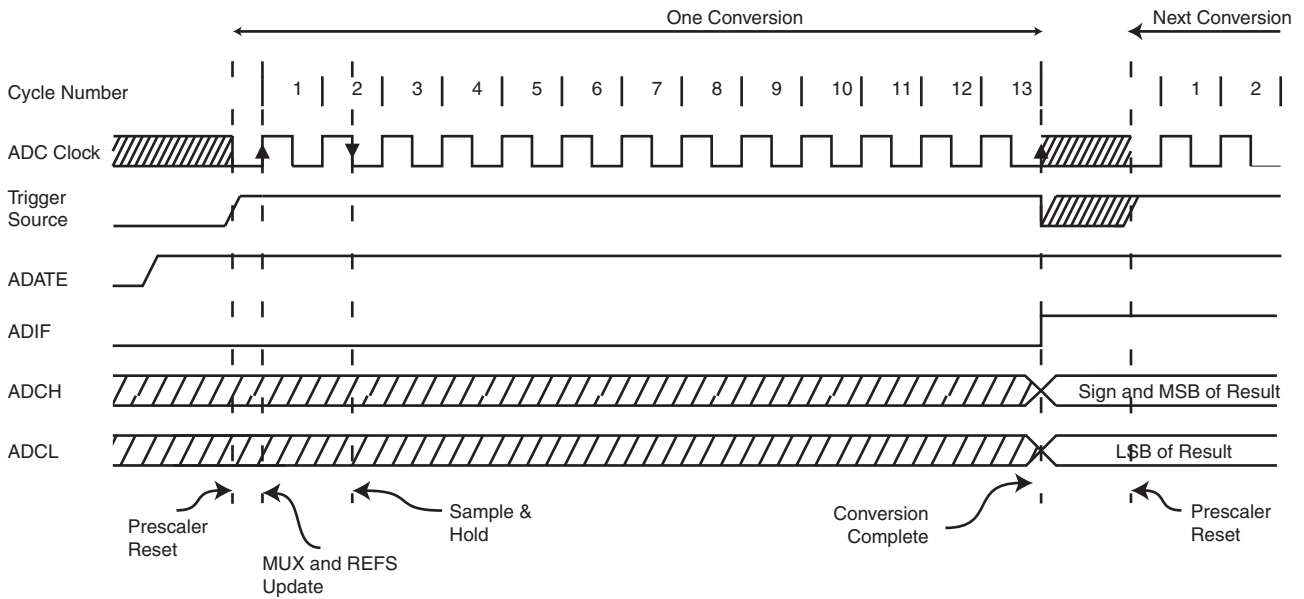 One Conversion
Next Conversion
Cycle Number
1 2 3 4 5 6 7 8 9 10 11 12 13 1 2
ADC Clock
Trigger
Source
ADATE
ADIF
ADCH
Sign and MSB of Result
ADCL
LSB of Result
Prescaler
Reset
MUX and REFS
Update
Sample &
Hold
Conversion
Complete
Prescaler
Reset